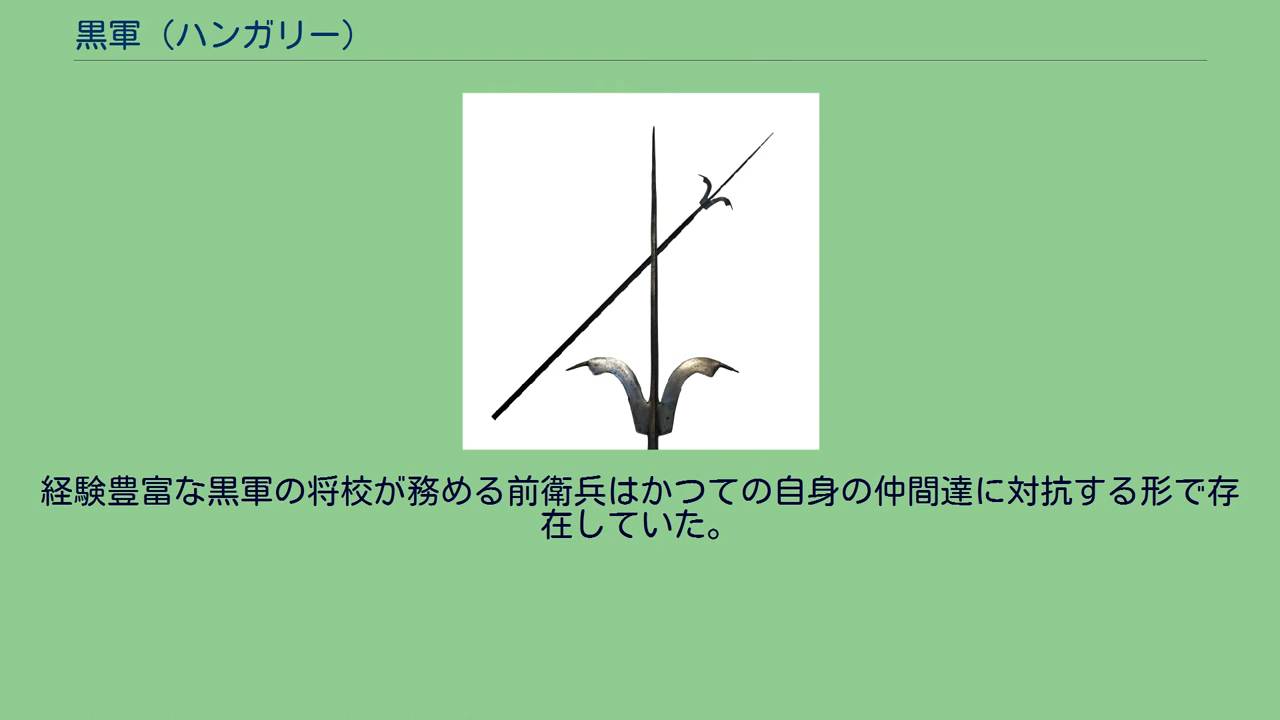 黒軍（ハンガリー）
経験豊富な黒軍の将校が務める前衛兵はかつての自身の仲間達に対抗する形で存
在していた。